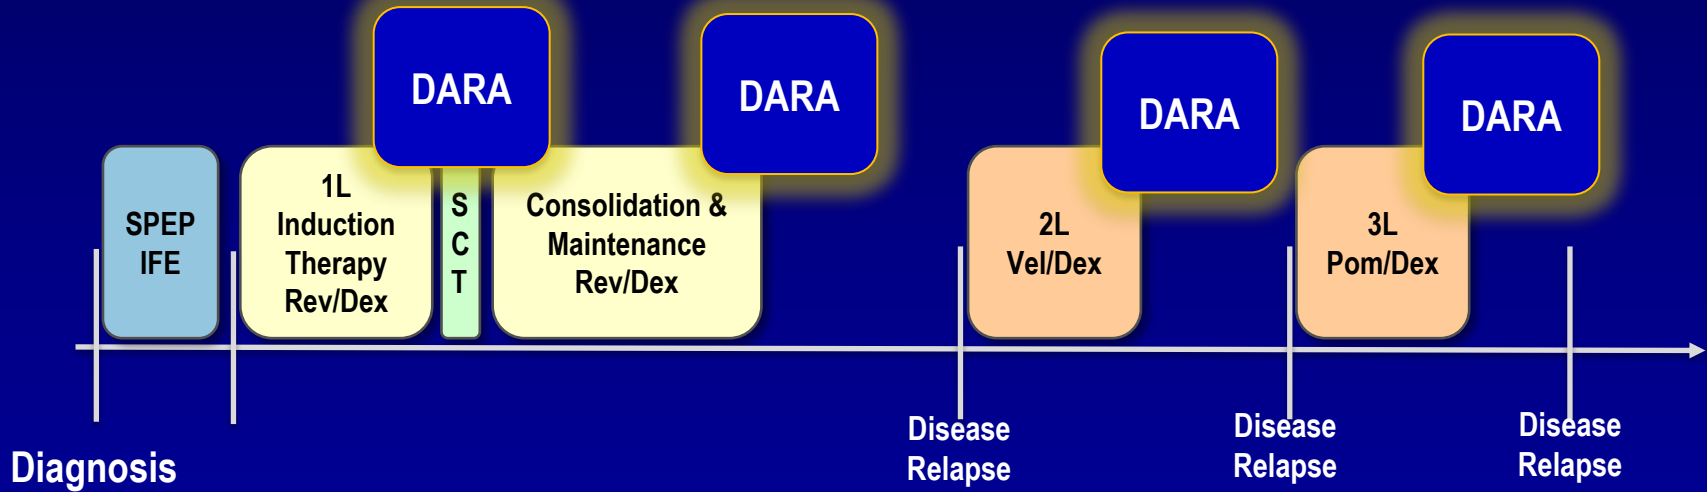 DARA
DARA
DARA
DARA
SPEP
IFE
1L
Induction
Therapy
Rev/Dex
S
C
T
Consolidation &
Maintenance
Rev/Dex
2L
Vel/Dex
3L
Pom/Dex
Diagnosis
Disease
Relapse
Disease
Relapse
Disease
Relapse